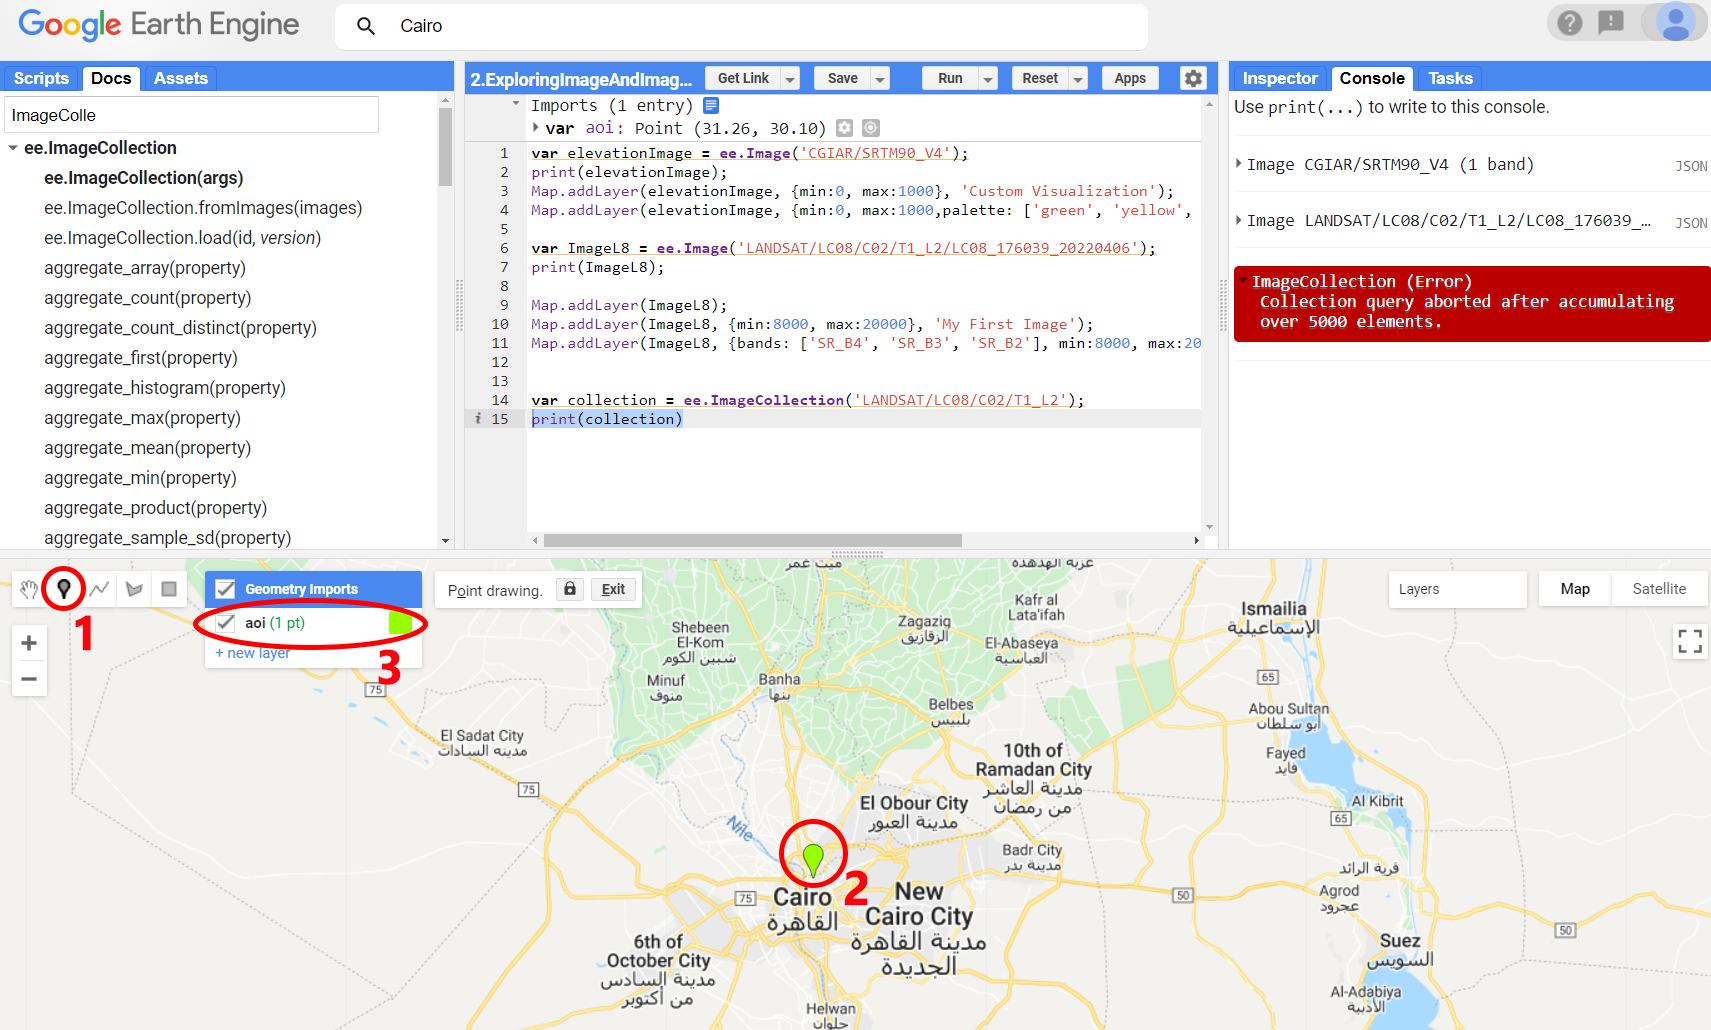 Google Earth Engine
Cairo
Scripts Docs Assets
ImageColle
ee.ImageCollection
ee.ImageCollection(args)
ee.ImageCollection.fromImages(images)
ee.ImageCollection.load(id, version)
aggregate_array(property)
aggregate_count(property)
aggregate_count_distinct(property)
aggregate_first(property)
aggregate_histogram(property)
aggregate_max(property)
aggregate_mean(property)
aggregate_min(property)
aggregate_product(property)
aggregate_sample_sd(property)
2.ExploringImageAndImag... Get Link Save Run Reset Apps
Imports (1 entry)
var aoi: Point (31.26, 30.10)
1 var elevationImage = ee.Image('CGIAR/SRTM90_V4');
2 print(elevationImage);
3 Map.addLayer(elevationImage, {min:0, max:1000}, 'Custom Visualization');
4 Map.addLayer(elevationImage, {min:0, max:1000,palette: ['green', 'yellow',
5
6 var ImageL8 = ee.Image('LANDSAT/LC08/C02/T1_L2/LC08_176039_20220406');
7 print(ImageL8);
8
9 Map.addLayer(ImageL8);
10 Map.addLayer(ImageL8, {min:8000, max:20000}, 'My First Image');
11 Map.addLayer(ImageL8, {bands: ['SR_B4', 'SR_B3', 'SR_B2'], min:8000, max:20
12
13
14 var collection = ee.ImageCollection('LANDSAT/LC08/C02/T1_L2');
i 15 print(collection)
Inspector Console Tasks
Use print(...) to write to this console.
Image CGIAR/SRTM90_V4 (1 band) JSON
Image LANDSAT/LC08/C02/T1_L2/LC08_176039_... JSON
ImageCollection (Error)
Collection query aborted after accumulating
over 5000 elements.
1
Geometry Imports
aoi (1 pt)
+ new layer
3
Point drawing. Exit
Layers
Map Satellite
+
−
ميت غمر
عزبة الهدهدة
Kafr al
Lata'ifah
Ismailia
الإسماعيلية
Shebeen
El-Kom
شبين الكوم
Zagazig
الزقازيق
El-Abaseya
العباسية
Minuf
منوف
Banha
بنها
75
65
Belbes
بلبيس
Abou Sultan
أبو سلطان
El Sadat City
مدينة السادات
10th of
Ramadan City
مدينة العاشر
من رمضان
Fayed
فايد
75
El Obour City
مدينة العبور
Al Kibrit
65
Nile
Badr City
مدينة بدر
قرية الرائد
2
75
Cairo
القاهرة
New
Cairo City
مدينة القاهرة
الجديدة
50
Agrod
عجرود
50
6th of
October City
مدينة السادس
من أكتوبر
Suez
السويس
Al-Adabiya
الأدبية
Helwan
حلوان